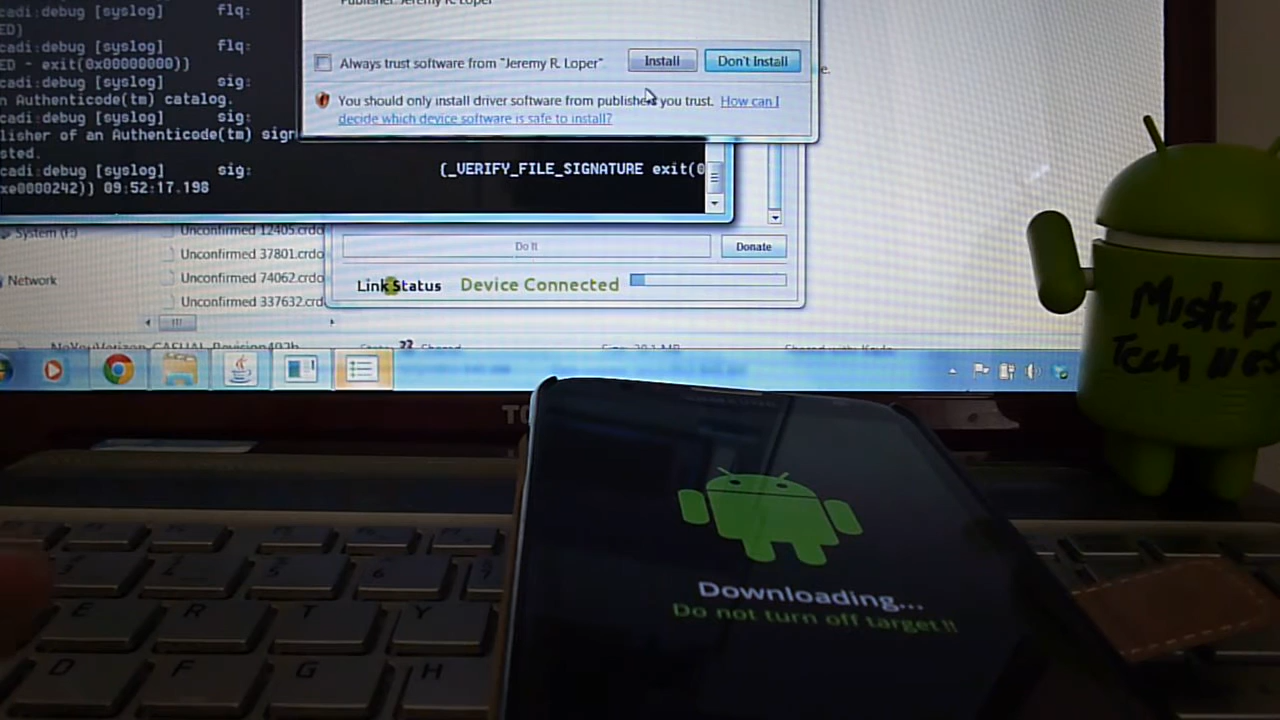 Publisher: Jeremy R. Loper
Always trust software from "Jeremy R. Loper"
Install
Don't Install
You should only install driver software from publishers you trust. How can I
decide which device software is safe to install?
cadi:debug [syslog] flq:
ED)
cadi:debug [syslog] flq:
ED - exit(0x00000000))
cadi:debug [syslog] sig:
n Authenticode(tm) catalog.
cadi:debug [syslog] sig:
lisher of an Authenticode(tm) sign
sted.
cadi:debug [syslog] sig: (_VERIFY_FILE_SIGNATURE exit(0
xe0000242)) 09:52:17.198
System (F:)
Network
Unconfirmed 12405.crdo
Unconfirmed 37801.crdo
Unconfirmed 74062.crdo
Unconfirmed 337632.crdo
Do It
Donate
Link Status Device Connected
NoYouVerizon_CASUAL_Revision492b
Shared
MisteR
Tech
Downloading...
Do not turn off target!!
E R T Y
D F G H